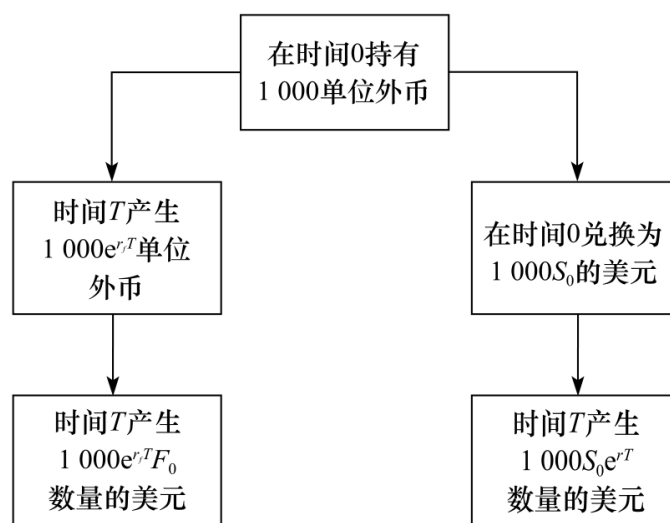 在时间0持有
1 000单位外币
时间T产生
1 000e^{r_f T}单位
外币
时间T产生
1 000e^{r_f T}F₀
数量的美元
在时间0兑换为
1 000S₀的美元
时间T产生
1 000S₀e^{rT}
数量的美元